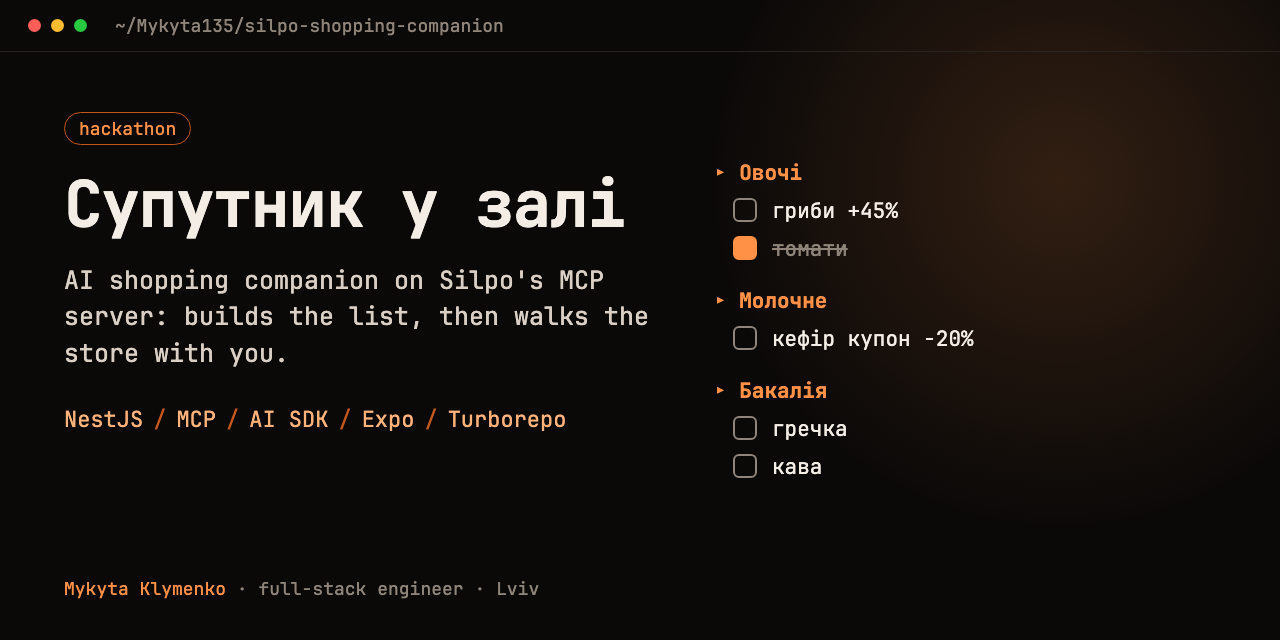 ~/Mykyta135/silpo-shopping-companion
hackathon
Супутник у залі
AI shopping companion on Silpo's MCP
server: builds the list, then walks the
store with you.
NestJS / MCP / AI SDK / Expo / Turborepo
▸ Овочі
гриби +45%
томати
▸ Молочне
кефір купон -20%
▸ Бакалія
гречка
кава
Mykyta Klymenko · full-stack engineer · Lviv